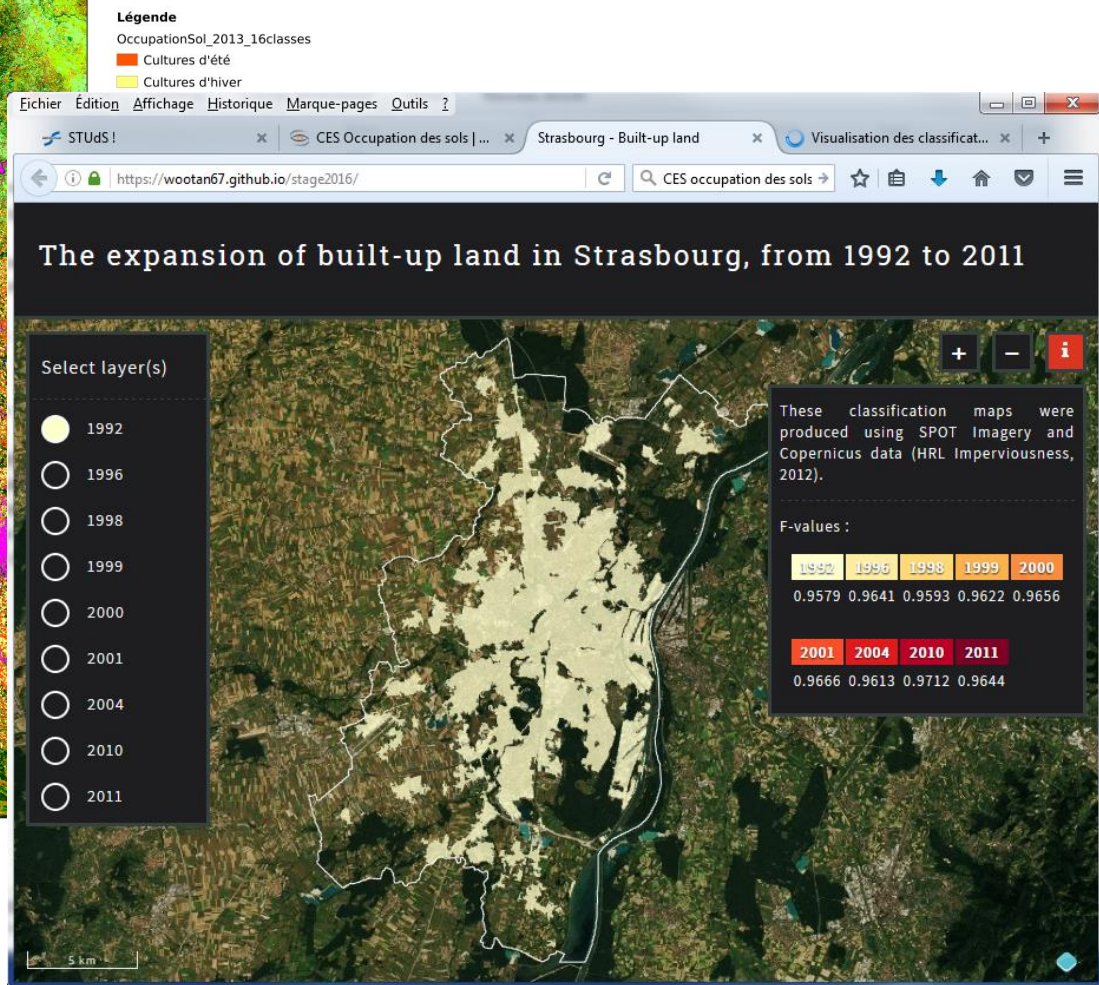 Légende
OccupationSol_2013_16classes
Cultures d'été
Cultures d'hiver
Fichier Édition Affichage Historique Marque-pages Outils ?
STUdS !
CES Occupation des sols | ...
Strasbourg - Built-up land
Visualisation des classificat...
https://wootan67.github.io/stage2016/
CES occupation des sols
The expansion of built-up land in Strasbourg, from 1992 to 2011
Select layer(s)
1992
1996
1998
1999
2000
2001
2004
2010
2011
+ − i
These classification maps were
produced using SPOT Imagery and
Copernicus data (HRL Imperviousness,
2012).
F-values :
1992 1996 1998 1999 2000
0.9579 0.9641 0.9593 0.9622 0.9656
2001 2004 2010 2011
0.9666 0.9613 0.9712 0.9644
5 km